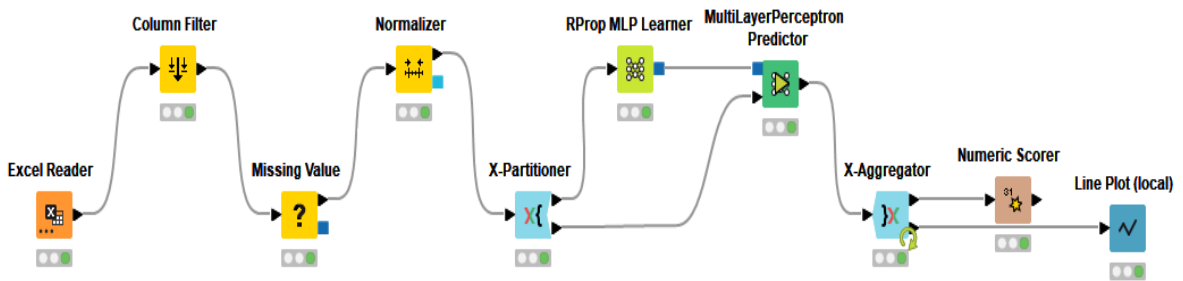 Column Filter
Normalizer
RProp MLP Learner
MultiLayerPerceptron
Predictor
Excel Reader
Missing Value
X-Partitioner
X-Aggregator
Numeric Scorer
Line Plot (local)
X
?
X{
}X
31